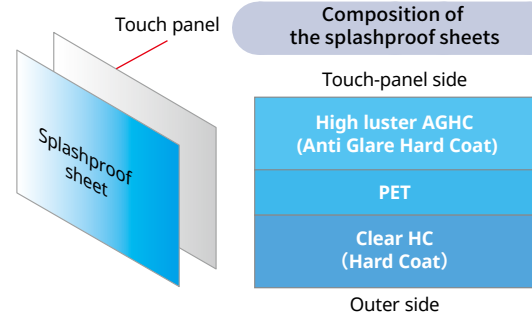 Touch panel
Splashproof
sheet
Composition of
the splashproof sheets
Touch-panel side
High luster AGHC
(Anti Glare Hard Coat)
PET
Clear HC
(Hard Coat)
Outer side